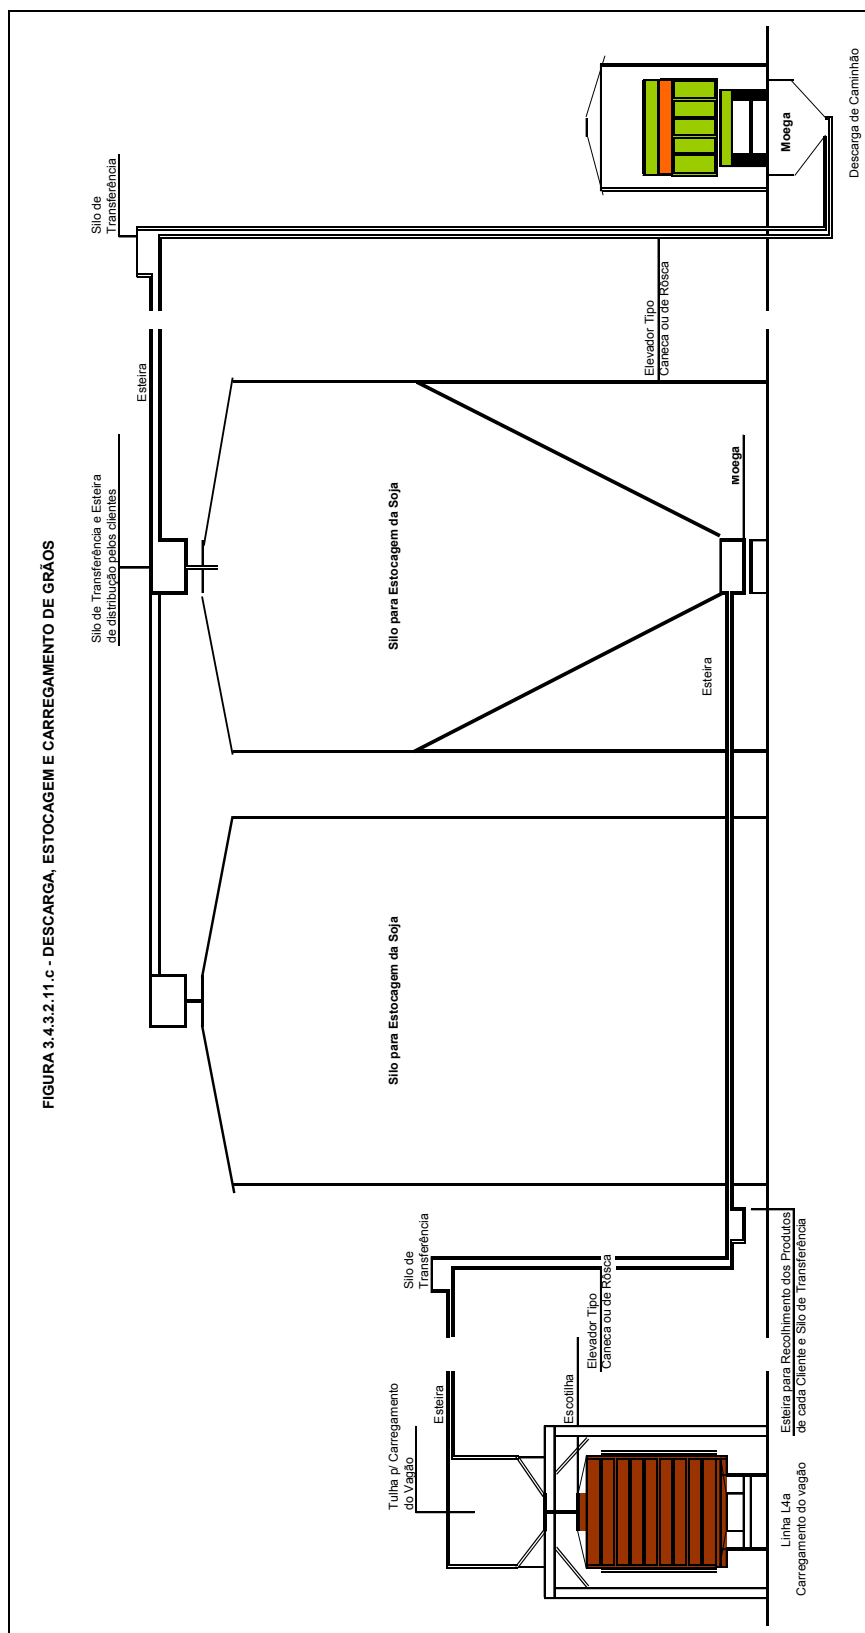 FIGURA 3.4.3.2.11.c - DESCARGA, ESTOCAGEM E CARREGAMENTO DE GRÃOS
Tulha p/ Carregamento
do Vagão
Esteira
Silo de
Transferência
Escotilha
Elevador Tipo
Caneca ou de Rôsca
Linha L4a
Carregamento do vagão
Esteira para Recolhimento dos Produtos
de cada Cliente e Silo de Transferência
Silo para Estocagem da Soja
Silo de Transferência e Esteira
de distribução pelos clientes
Silo para Estocagem da Soja
Esteira
Moega
Esteira
Silo de
Transferência
Elevador Tipo
Caneca ou de Rôsca
Moega
Descarga de Caminhão